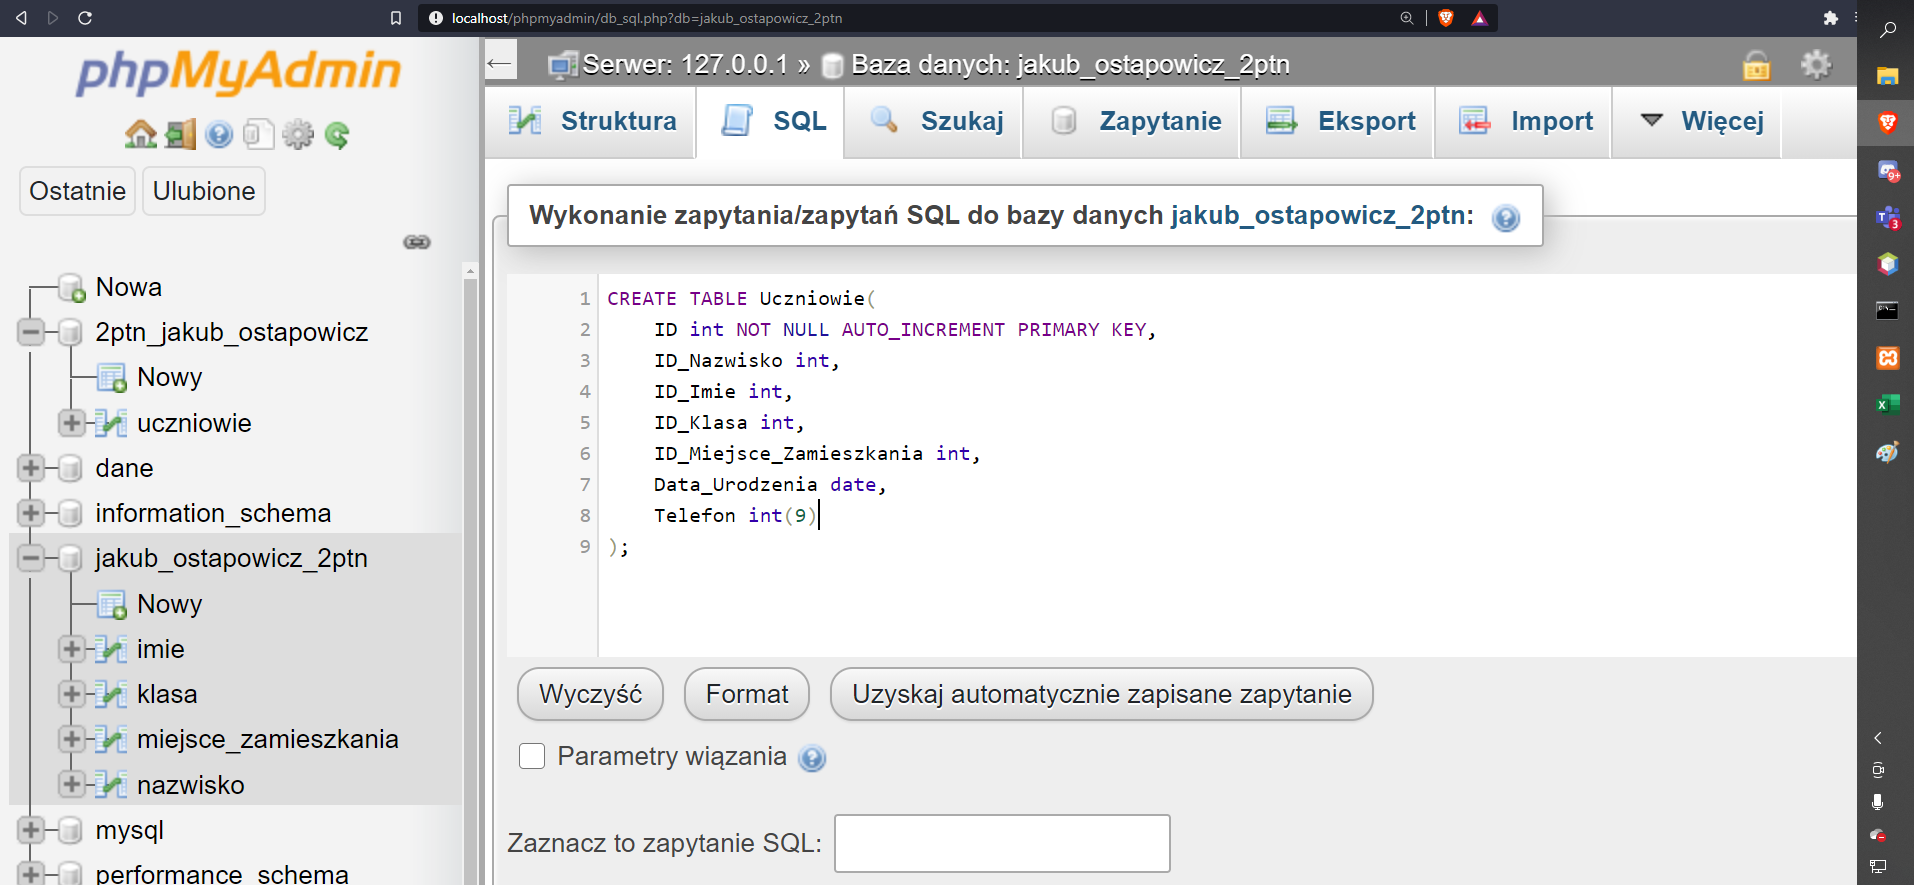 localhost/phpmyadmin/db_sql.php?db=jakub_ostapowicz_2ptn
phpMyAdmin
Ostatnie Ulubione
Nowa
2ptn_jakub_ostapowicz
Nowy
uczniowie
dane
information_schema
jakub_ostapowicz_2ptn
Nowy
imie
klasa
miejsce_zamieszkania
nazwisko
mysql
performance_schema
← Serwer: 127.0.0.1 » Baza danych: jakub_ostapowicz_2ptn
Struktura SQL Szukaj Zapytanie Eksport Import Więcej
Wykonanie zapytania/zapytań SQL do bazy danych jakub_ostapowicz_2ptn:
1 CREATE TABLE Uczniowie(
2 ID int NOT NULL AUTO_INCREMENT PRIMARY KEY,
3 ID_Nazwisko int,
4 ID_Imie int,
5 ID_Klasa int,
6 ID_Miejsce_Zamieszkania int,
7 Data_Urodzenia date,
8 Telefon int(9)
9 );
Wyczyść Format Uzyskaj automatycznie zapisane zapytanie
Parametry wiązania
Zaznacz to zapytanie SQL:
9+
3